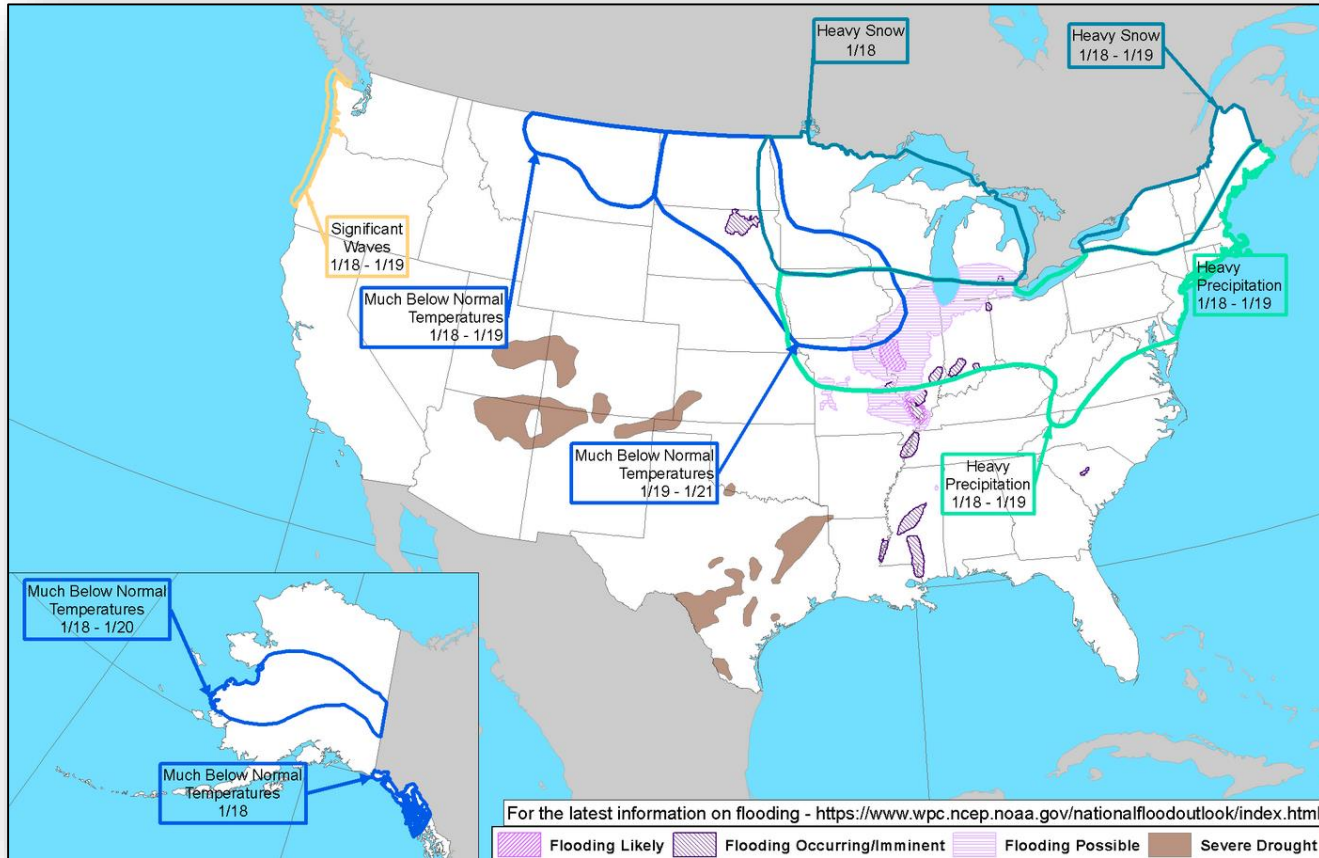 Heavy Snow
1/18
Heavy Snow
1/18 - 1/19
Significant
Waves
1/18 - 1/19
Heavy
Precipitation
1/18 - 1/19
Much Below Normal
Temperatures
1/18 - 1/19
Much Below Normal
Temperatures
1/19 - 1/21
Heavy
Precipitation
1/18 - 1/19
Much Below Normal
Temperatures
1/18 - 1/20
Much Below Normal
Temperatures
1/18
For the latest information on flooding - https://www.wpc.ncep.noaa.gov/nationalfloodoutlook/index.html
Flooding Likely Flooding Occurring/Imminent Flooding Possible Severe Drought